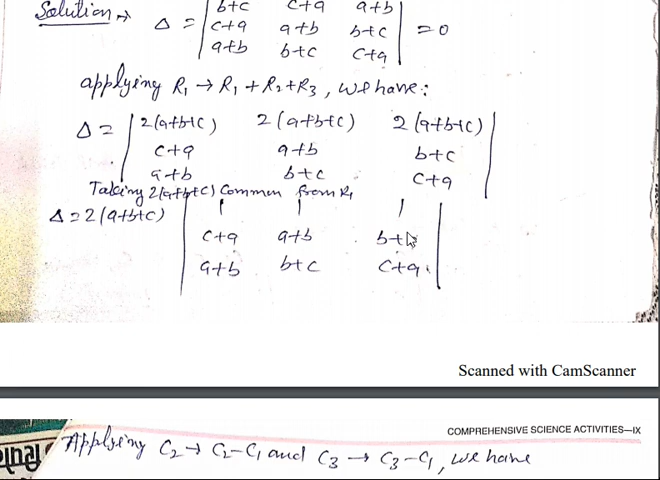 Solution → Δ = | b+c c+a a+b |
| c+a a+b b+c | = 0
| a+b b+c c+a |
applying R₁ → R₁ + R₂ + R₃, we have:
Δ = | 2(a+b+c) 2(a+b+c) 2(a+b+c) |
| c+a a+b b+c |
| a+b b+c c+a |
Taking 2(a+b+c) Common from R₁
Δ = 2(a+b+c) | 1 1 1 |
| c+a a+b b+c |
| a+b b+c c+a |
Scanned with CamScanner
COMPREHENSIVE SCIENCE ACTIVITIES—IX
Applying C₂ → C₂-C₁ and C₃ → C₃-C₁, we have